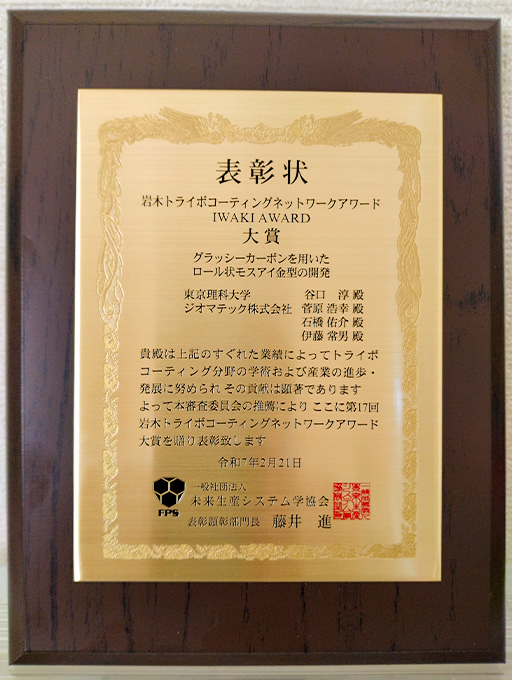 表彰状
岩木トライボコーティングネットワークアワード
IWAKI AWARD
大賞
グラッシーカーボンを用いた
ロール状モスアイ金型の開発
東京理科大学 谷口 淳 殿
ジオマテック株式会社 菅原 浩幸 殿
石橋 佑介 殿
伊藤 常男 殿
貴殿は上記のすぐれた業績によってトライボ
コーティング分野の学術および産業の進歩・
発展に努められ その貢献は顕著であります
よって本審査委員会の推薦により ここに第17回
岩木トライボコーティングネットワークアワード
大賞を贈り表彰致します
令和7年2月21日
FPS
一般社団法人
未来生産システム学協会
表彰顕彰部門長 藤井 進